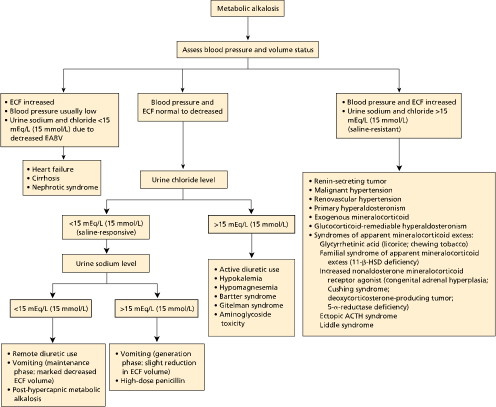 Metabolic alkalosis
Assess blood pressure and volume status
• ECF increased
• Blood pressure usually low
• Urine sodium and chloride <15
mEq/L (15 mmol/L) due to
decreased EABV
Blood pressure and
ECF normal to decreased
• Blood pressure and ECF increased
• Urine sodium and chloride >15
mEq/L (15 mmol/L)
(saline-resistant)
• Heart failure
• Cirrhosis
• Nephrotic syndrome
Urine chloride level
• Renin-secreting tumor
• Malignant hypertension
• Renovascular hypertension
• Primary hyperaldosteronism
• Exogenous mineralocorticoid
• Glucocorticoid-remediable hyperaldosteronism
• Syndromes of apparent mineralocorticoid excess:
Glycyrrhetinic acid (licorice; chewing tobacco)
Familial syndrome of apparent mineralocorticoid
excess (11-β-HSD deficiency)
Increased nonaldosterone mineralocorticoid
receptor agonist (congenital adrenal hyperplasia;
Cushing syndrome;
deoxycorticosterone-producing tumor;
5-α-reductase deficiency)
Ectopic ACTH syndrome
Liddle syndrome
<15 mEq/L (15 mmol/L)
(saline-responsive)
>15 mEq/L (15 mmol/L)
Urine sodium level
• Active diuretic use
• Hypokalemia
• Hypomagnesemia
• Bartter syndrome
• Gitelman syndrome
• Aminoglycoside
toxicity
<15 mEq/L (15 mmol/L)
>15 mEq/L (15 mmol/L)
• Remote diuretic use
• Vomiting (maintenance
phase: marked decreased
ECF volume)
• Post-hypercapnic metabolic
alkalosis
• Vomiting (generation
phase: slight reduction
in ECF volume)
• High-dose penicillin